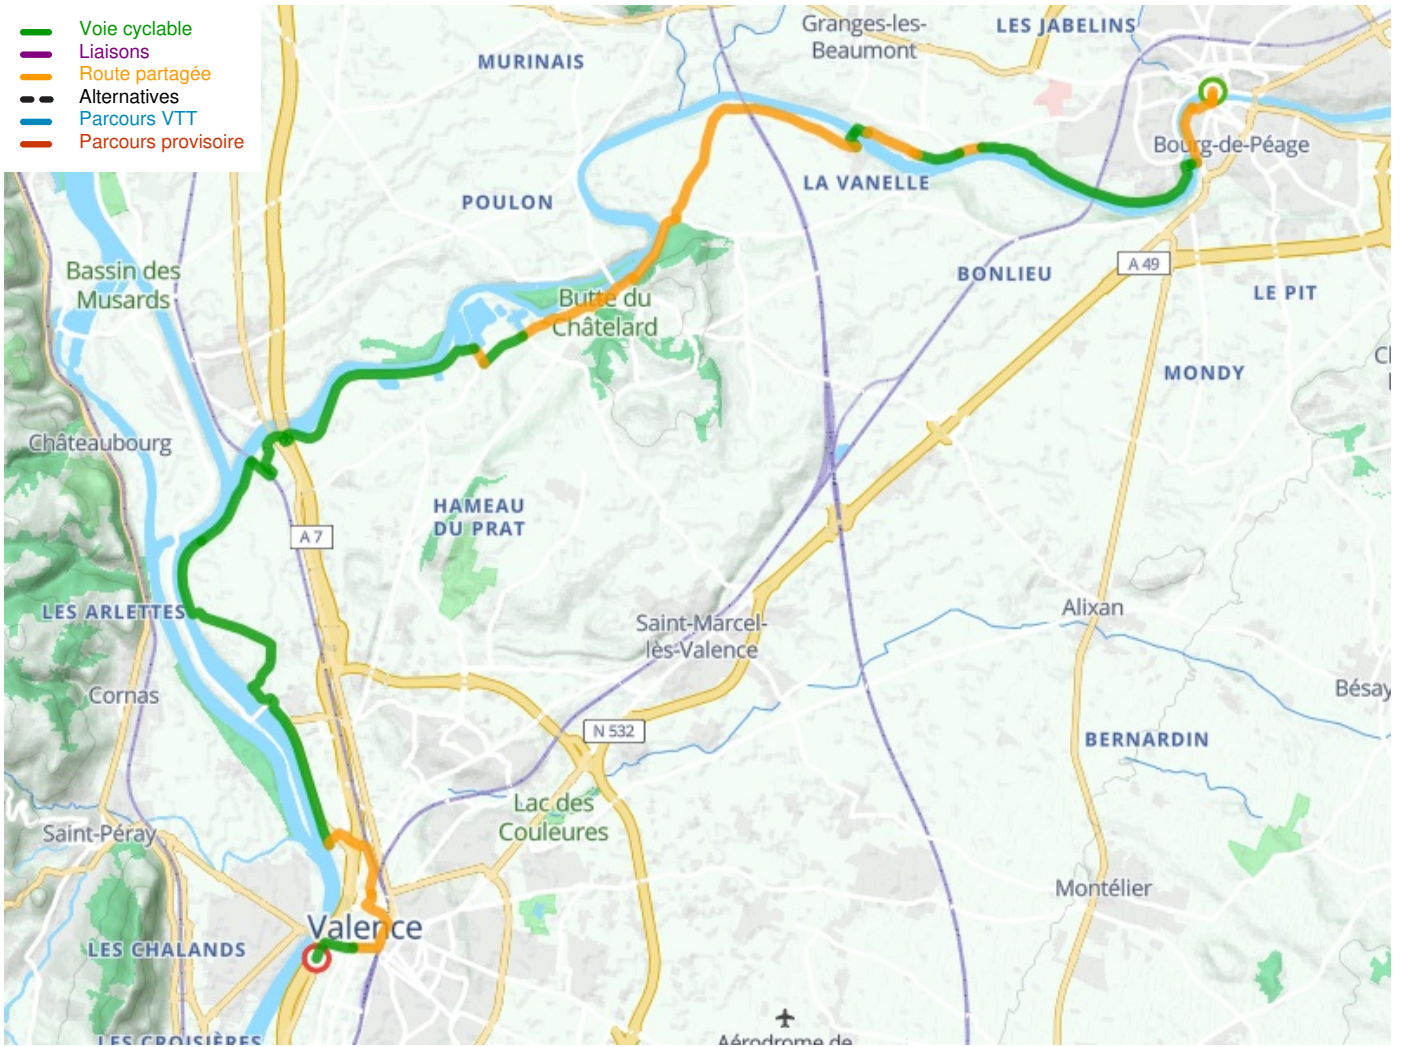 Voie cyclable
Liaisons
Route partagée
Alternatives
Parcours VTT
Parcours provisoire
Granges-les-
Beaumont
LES JABELINS
MURINAIS
Bourg-de-Péage
LA VANELLE
POULON
Bassin des
Musards
A 49
BONLIEU
LE PIT
Butte du
Châtelard
MONDY
Châteaubourg
HAMEAU
DU PRAT
A 7
LES ARLETTES
Saint-Marcel-
lès-Valence
Alixan
Cornas
Bésay
N 532
BERNARDIN
Lac des
Couleures
Saint-Péray
Montélier
Valence
LES CHALANDS
LES CROISIÈRES
Aérodrome de